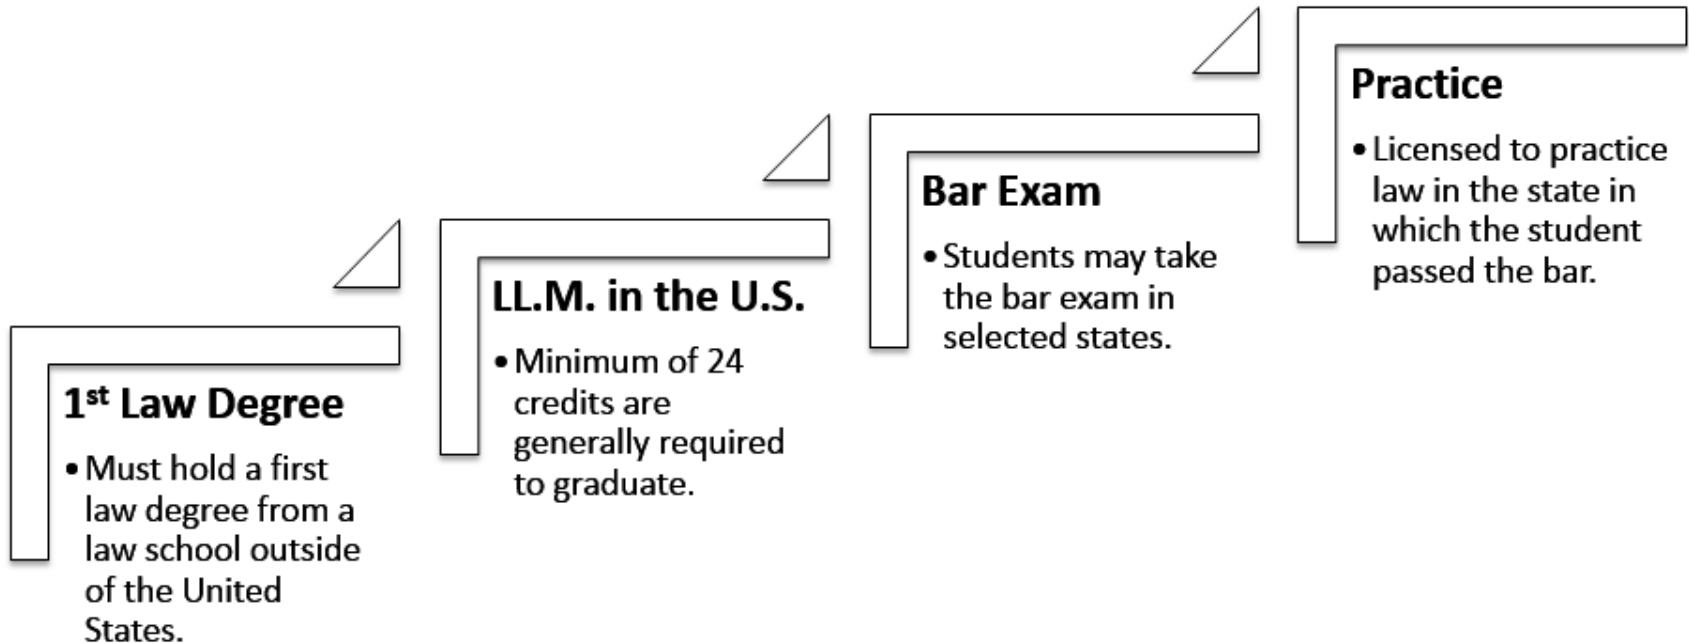 1st Law Degree
• Must hold a first
law degree from a
law school outside
of the United
States.
LL.M. in the U.S.
• Minimum of 24
credits are
generally required
to graduate.
Bar Exam
• Students may take
the bar exam in
selected states.
Practice
• Licensed to practice
law in the state in
which the student
passed the bar.